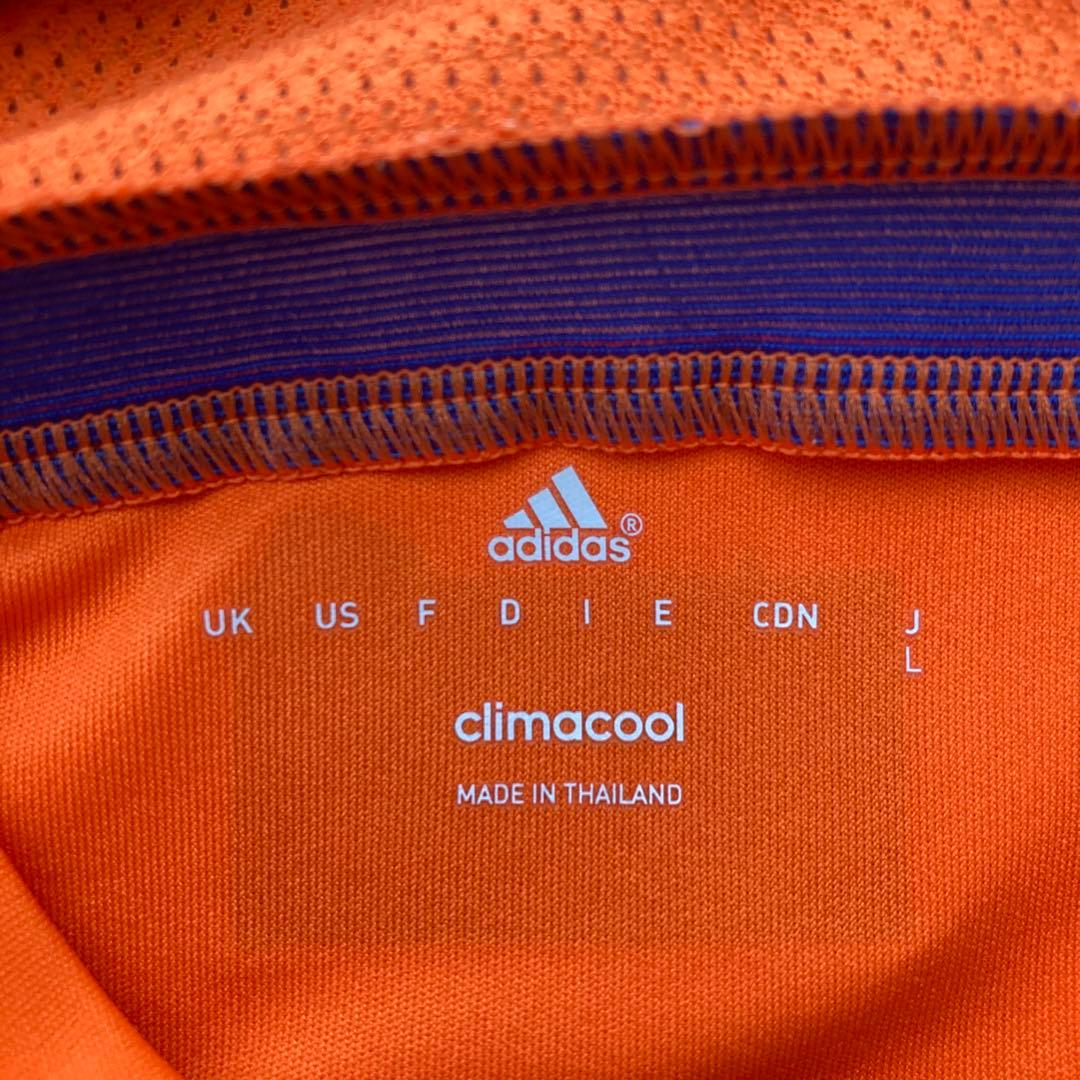 adidas®
UK US F D I E CDN J
L
climacool
MADE IN THAILAND